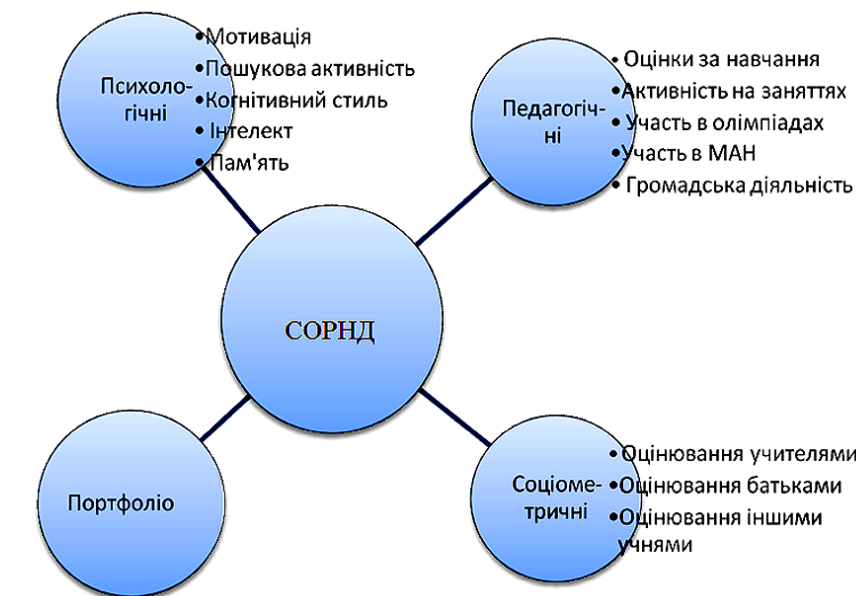 Психоло-
гічні
•Мотивація
•Пошукова активність
•Когнітивний стиль
• Інтелект
• Пам'ять
Педагогіч-
ні
• Оцінки за навчання
•Активність на заняттях
• Участь в олімпіадах
•Участь в МАН
• Громадська діяльність
СОРНД
Портфоліо
Соціоме-
тричні
•Оцінювання учителями
•Оцінювання батьками
•Оцінювання іншими
учнями